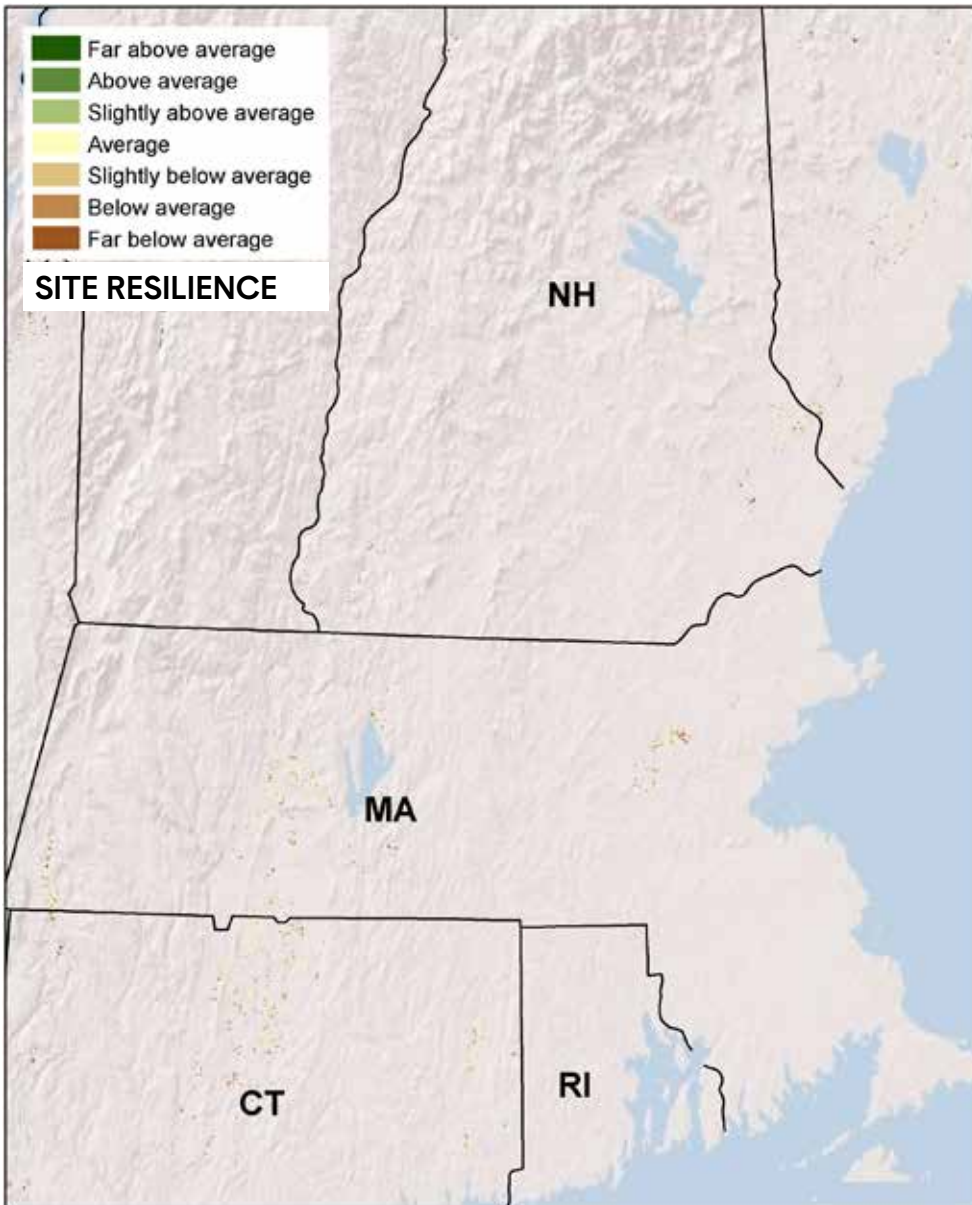 Far above average
Above average
Slightly above average
Average
Slightly below average
Below average
Far below average
SITE RESILIENCE
NH
MA
CT
RI